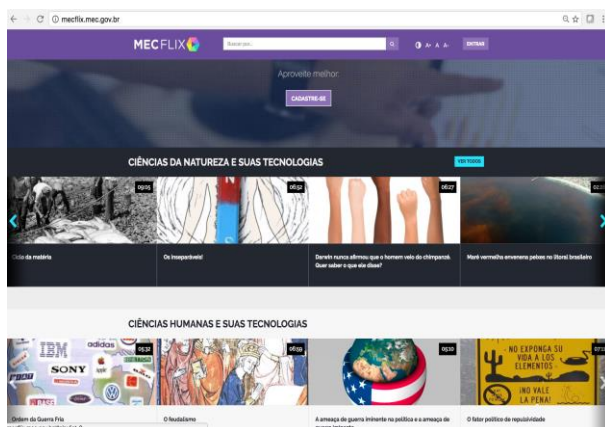 mecflix.mec.gov.br
MECFLIX
Buscar por...
A+ A A-
ENTRAR
Aproveite melhor:
CADASTRE-SE
CIÊNCIAS DA NATUREZA E SUAS TECNOLOGIAS
VER TODOS
09:05
06:52
06:27
Ciclo da matéria
Os inseparáveis!
Darwin nunca afirmou que o homem veio do chimpanzé.
Quer saber o que ele disse?
Maré vermelha envenena peixes no litoral brasileiro
CIÊNCIAS HUMANAS E SUAS TECNOLOGIAS
IBM
adidas
SONY
05:32
06:59
05:10
NO EXPONGA SU
VIDA A LOS
ELEMENTOS
¡NO VALE
LA PENA!
Ordem da Guerra Fria
O feudalismo
A ameaça de guerra iminente na política e a ameaça de
guerra iminente
O fator político de repulsividade